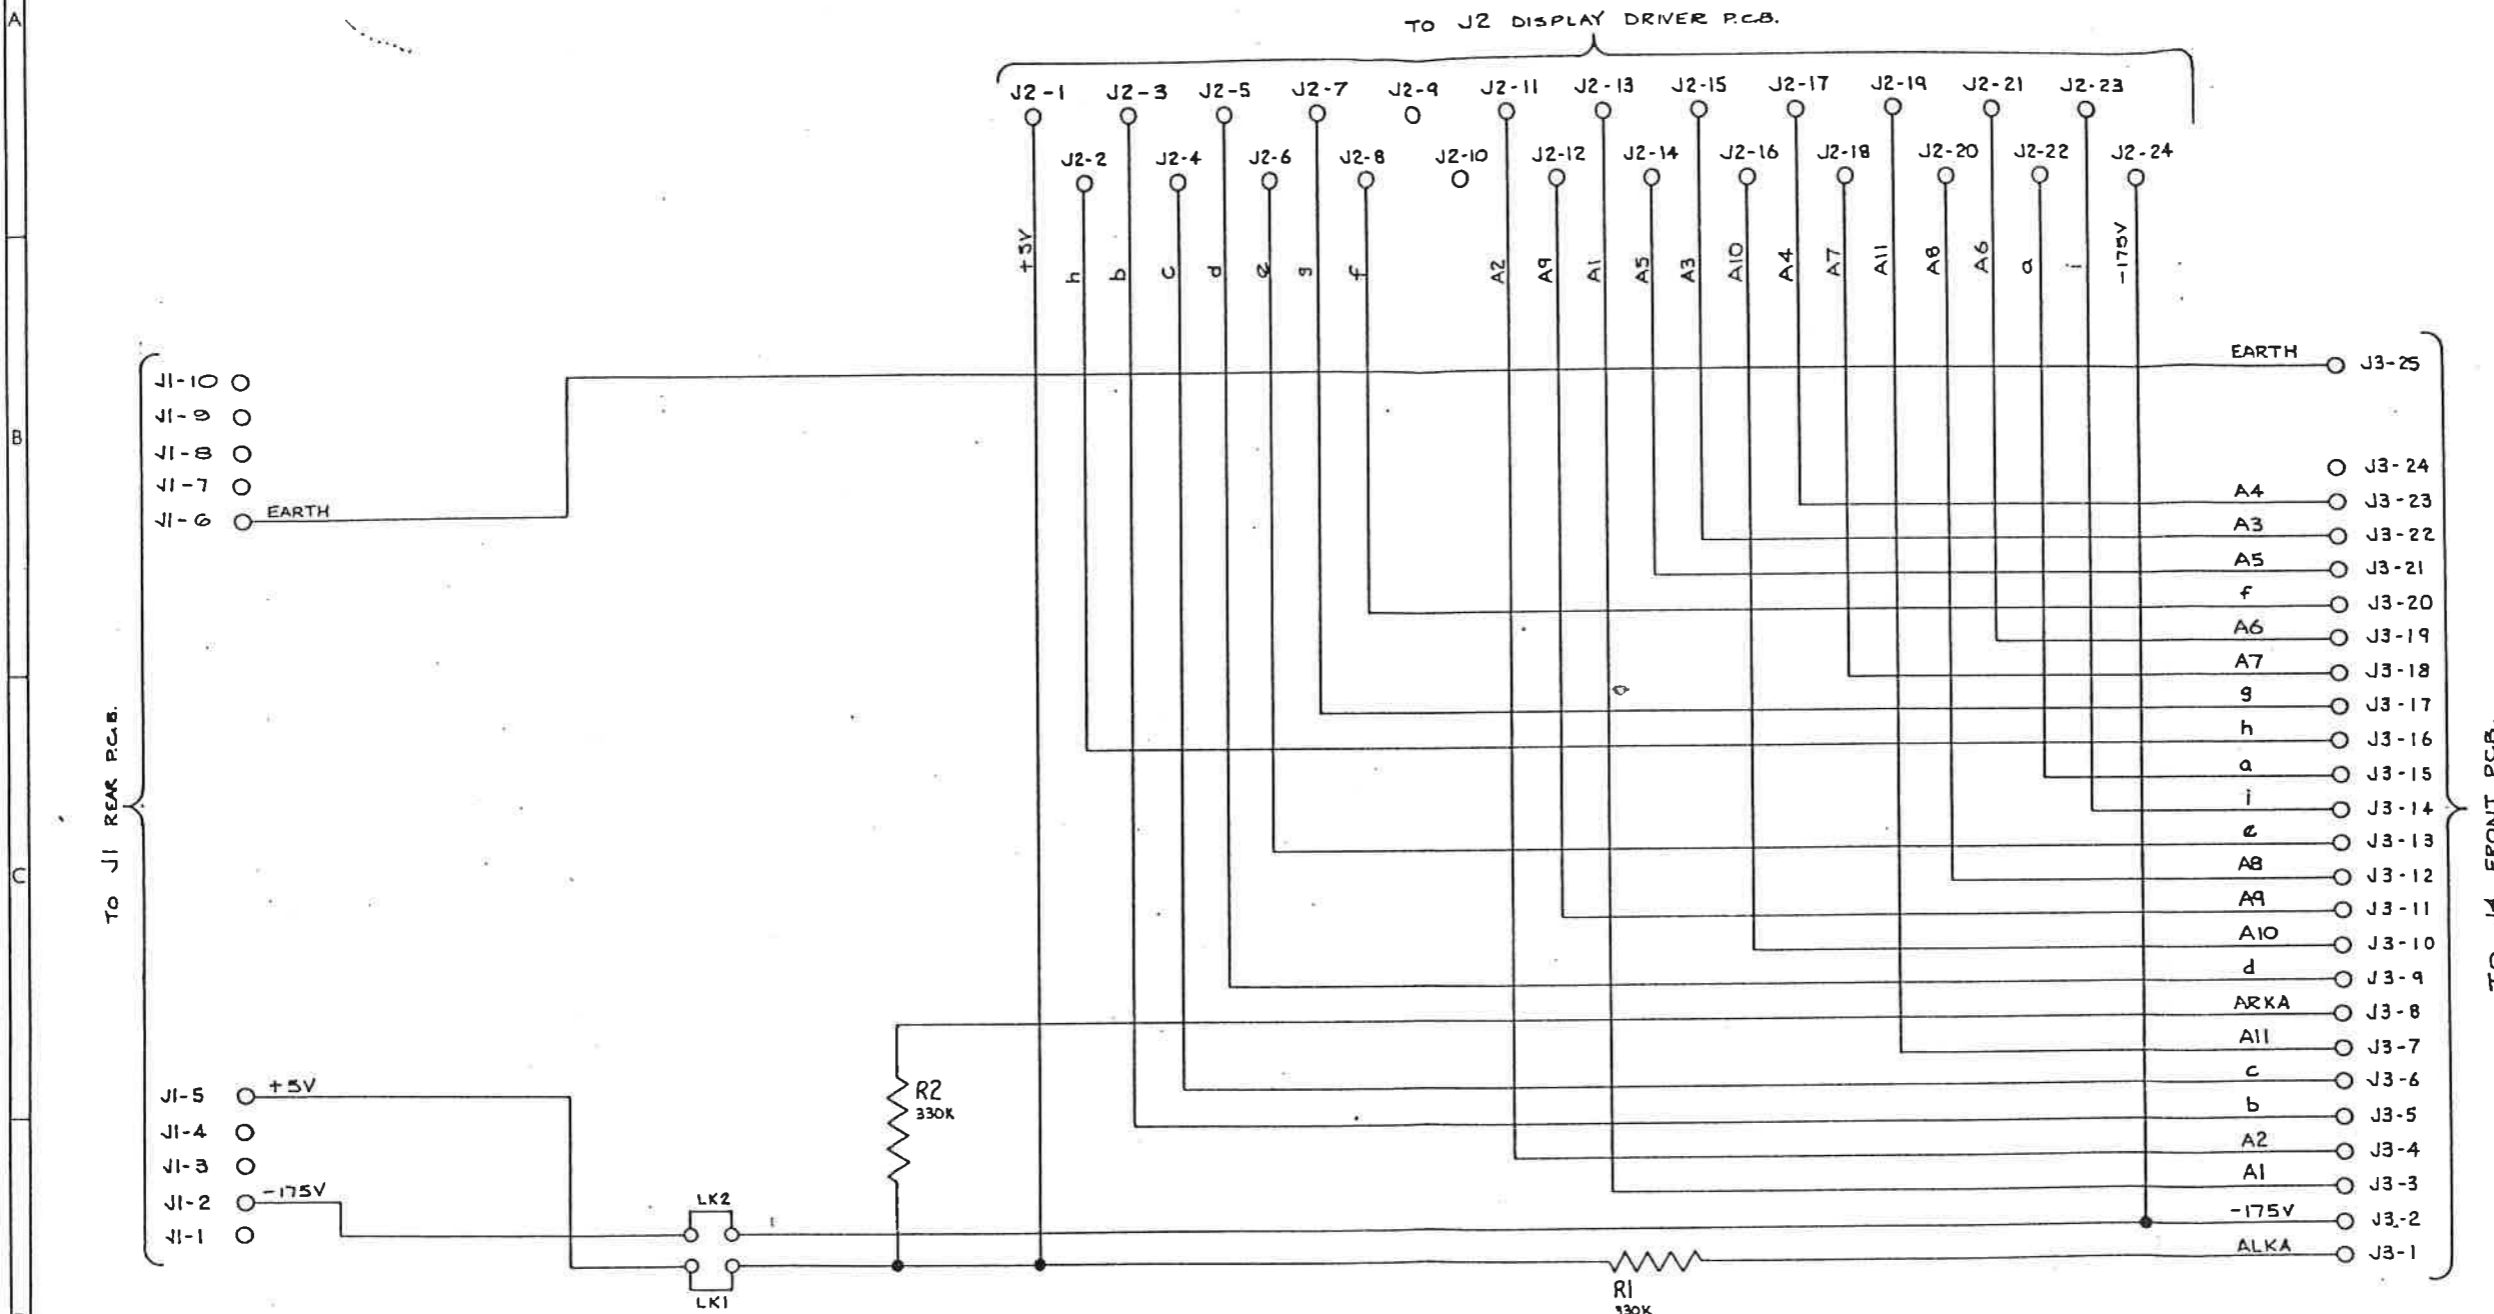 A
TO J2 DISPLAY DRIVER P.C.B.
J2-1 J2-3 J2-5 J2-7 J2-9 J2-11 J2-13 J2-15 J2-17 J2-19 J2-21 J2-23
J2-2 J2-4 J2-6 J2-8 J2-10 J2-12 J2-14 J2-16 J2-18 J2-20 J2-22 J2-24
+5V h b c d e g f A2 A9 A1 A5 A3 A10 A4 A7 A11 A8 A6 a i -175V
EARTH J3-25
J1-10
J1-9
B
J1-8
J1-7
J1-6 EARTH
J3-24
A4 J3-23
A3 J3-22
A5 J3-21
f J3-20
A6 J3-19
A7 J3-18
g J3-17
h J3-16
a J3-15
i J3-14
e J3-13
A8 J3-12
A9 J3-11
A10 J3-10
d J3-9
ARKA J3-8
A11 J3-7
c J3-6
b J3-5
A2 J3-4
A1 J3-3
-175V J3-2
ALKA J3-1
TO J1 REAR P.C.B.
C
TO J4 FRONT P.C.B.
J1-5 +5V
J1-4
J1-3
J1-2 -175V
J1-1
R2
330K
LK2
LK1
R1
330K